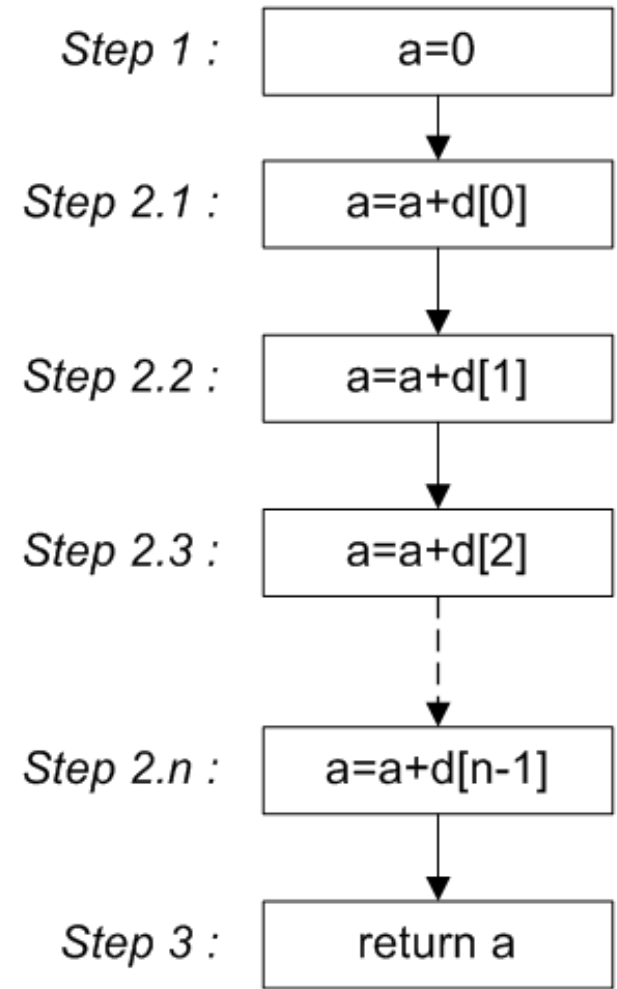 Step 1 : a=0
Step 2.1 : a=a+d[0]
Step 2.2 : a=a+d[1]
Step 2.3 : a=a+d[2]
Step 2.n : a=a+d[n-1]
Step 3 : return a